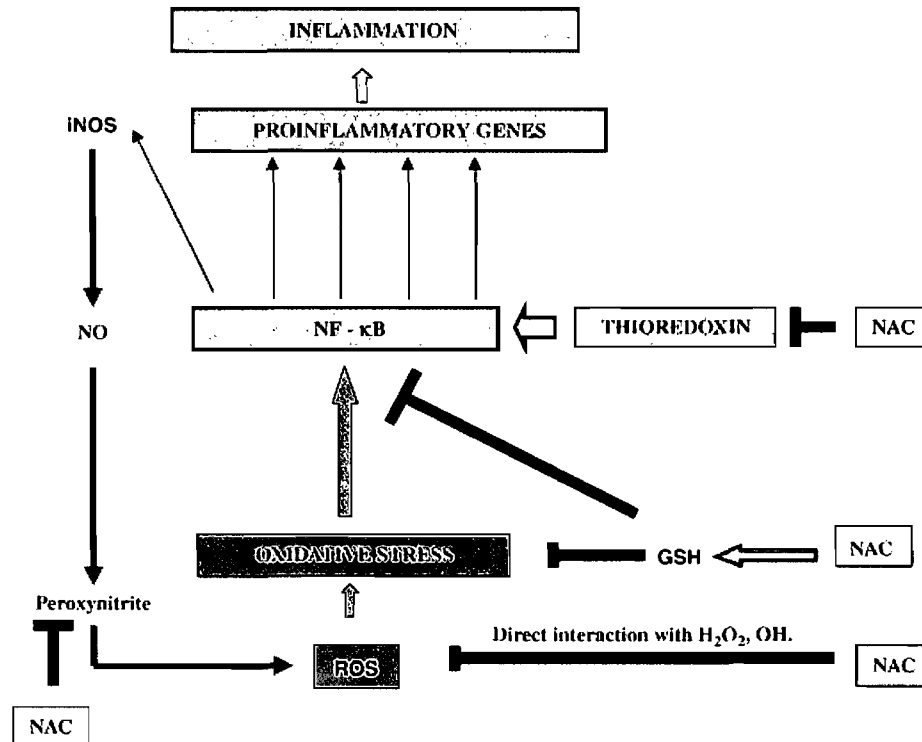 INFLAMMATION
iNOS
PROINFLAMMATORY GENES
NO
NF - κB
THIOREDOXIN
NAC
OXIDATIVE STRESS
GSH
NAC
Peroxynitrite
Direct interaction with H₂O₂, OH.
ROS
NAC
NAC